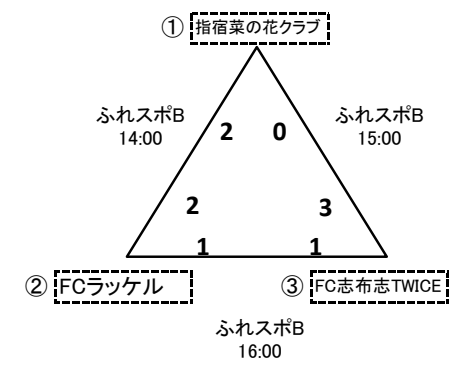 ① 指宿菜の花クラブ
ふれスポB
14:00
ふれスポB
15:00
2 0
2 3
1 1
② FCラッケル
③ FC志布志TWICE
ふれスポB
16:00